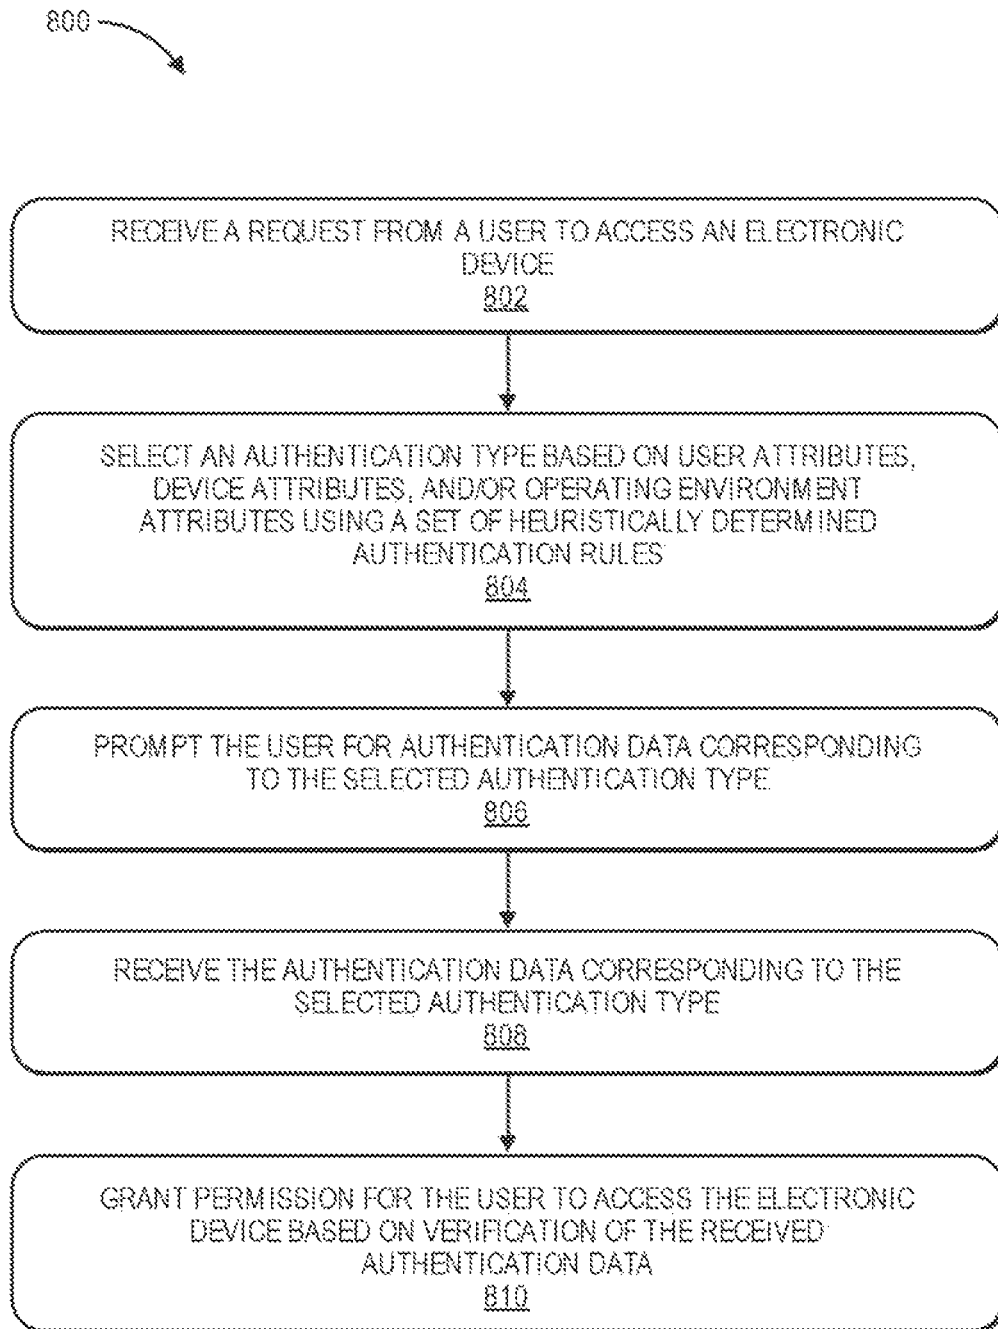 800
RECEIVE A REQUEST FROM A USER TO ACCESS AN ELECTRONIC
DEVICE
802
SELECT AN AUTHENTICATION TYPE BASED ON USER ATTRIBUTES,
DEVICE ATTRIBUTES, AND/OR OPERATING ENVIRONMENT
ATTRIBUTES USING A SET OF HEURISTICALLY DETERMINED
AUTHENTICATION RULES
804
PROMPT THE USER FOR AUTHENTICATION DATA CORRESPONDING
TO THE SELECTED AUTHENTICATION TYPE
806
RECEIVE THE AUTHENTICATION DATA CORRESPONDING TO THE
SELECTED AUTHENTICATION TYPE
808
GRANT PERMISSION FOR THE USER TO ACCESS THE ELECTRONIC
DEVICE BASED ON VERIFICATION OF THE RECEIVED
AUTHENTICATION DATA
810